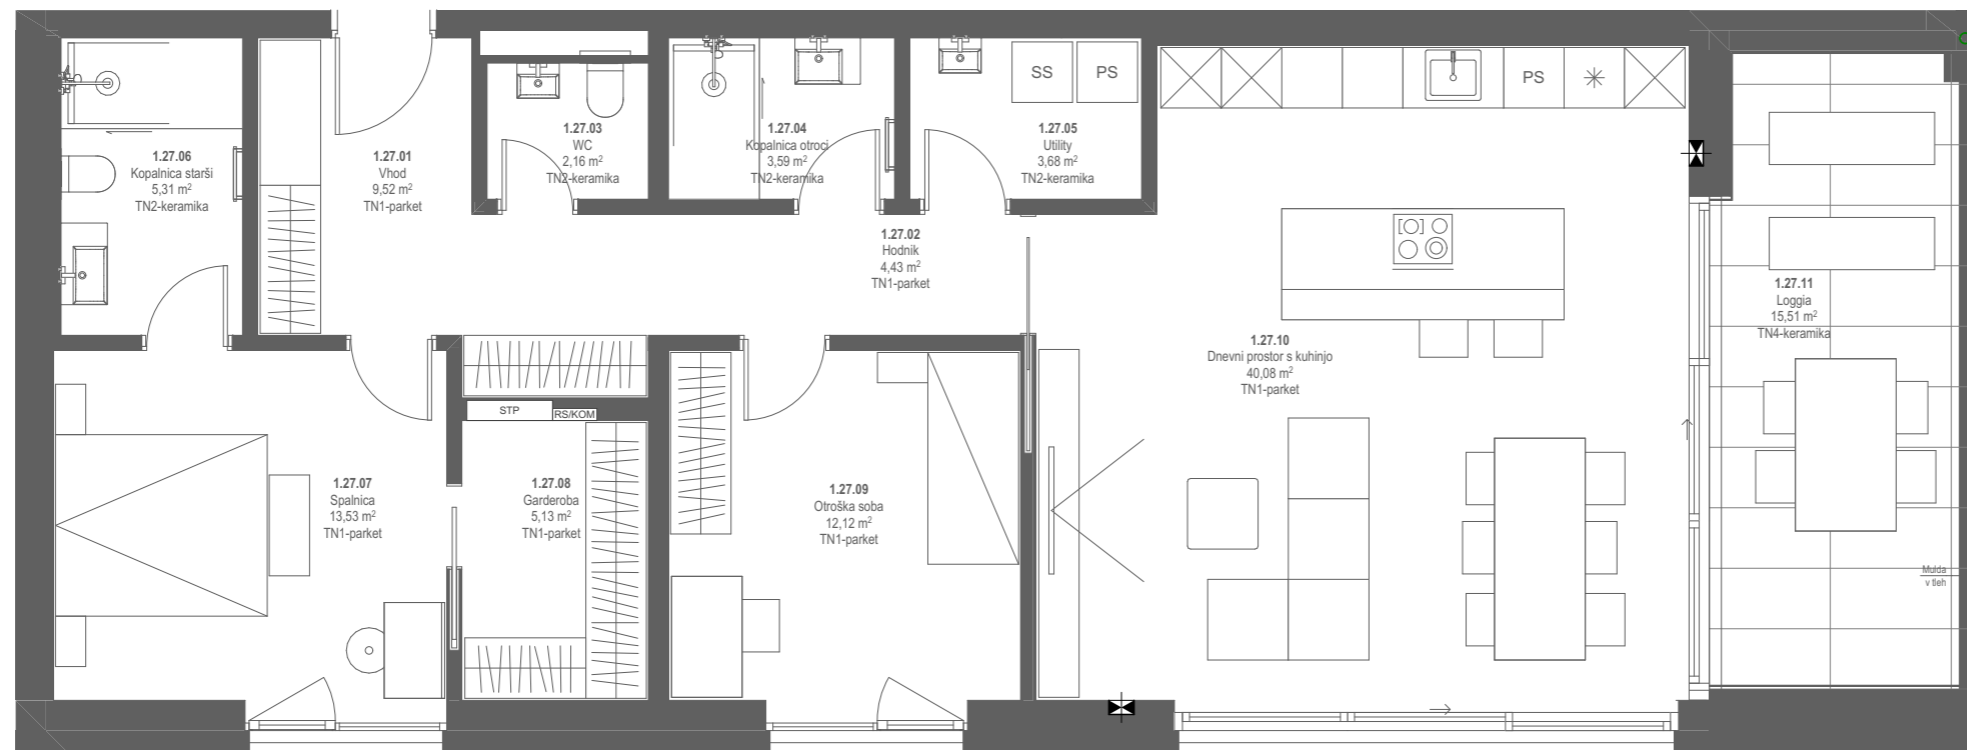 SS
PS
PS
1.27.03
WC
2,16 m²
TN2-keramika
1.27.04
Kopalnica otroci
3,59 m²
TN2-keramika
1.27.05
Utility
3,68 m²
TN2-keramika
1.27.06
Kopalnica starši
5,31 m²
TN2-keramika
1.27.01
Vhod
9,52 m²
TN1-parket
1.27.02
Hodnik
4,43 m²
TN1-parket
1.27.11
Loggia
15,51 m²
TN4-keramika
1.27.10
Dnevni prostor s kuhinjo
40,08 m²
TN1-parket
STP
RS/KOM
1.27.07
Spalnica
13,53 m²
TN1-parket
1.27.08
Garderoba
5,13 m²
TN1-parket
1.27.09
Otroška soba
12,12 m²
TN1-parket
Mulda
v tleh